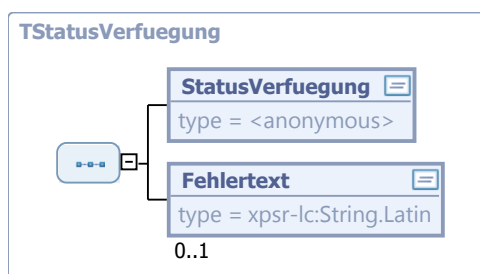 TStatusVerfuegung
StatusVerfuegung
type = <anonymous>
Fehlertext
type = xpsr-lc:String.Latin
0..1